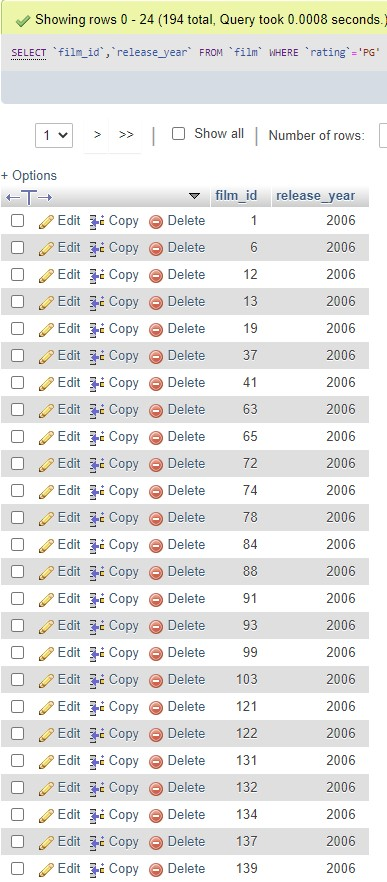 Showing rows 0 - 24 (194 total, Query took 0.0008 seconds.)
SELECT `film_id`,`release_year` FROM `film` WHERE `rating`='PG'
1 > >> | Show all | Number of rows:
+ Options
film_id release_year
Edit Copy Delete 1 2006
Edit Copy Delete 6 2006
Edit Copy Delete 12 2006
Edit Copy Delete 13 2006
Edit Copy Delete 19 2006
Edit Copy Delete 37 2006
Edit Copy Delete 41 2006
Edit Copy Delete 63 2006
Edit Copy Delete 65 2006
Edit Copy Delete 72 2006
Edit Copy Delete 74 2006
Edit Copy Delete 78 2006
Edit Copy Delete 84 2006
Edit Copy Delete 88 2006
Edit Copy Delete 91 2006
Edit Copy Delete 93 2006
Edit Copy Delete 99 2006
Edit Copy Delete 103 2006
Edit Copy Delete 121 2006
Edit Copy Delete 122 2006
Edit Copy Delete 131 2006
Edit Copy Delete 132 2006
Edit Copy Delete 134 2006
Edit Copy Delete 137 2006
Edit Copy Delete 139 2006